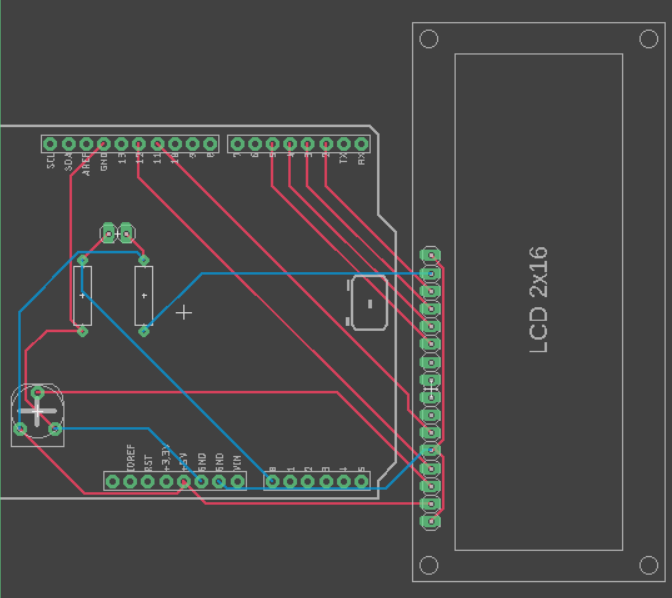 SCL SDA AREF GND 13 12 11 10 9 8 7 6 5 4 3 2 TX RX
LCD 2x16
IOREF RST +3.3V +5V GND GND VIN 0 1 2 3 4 5